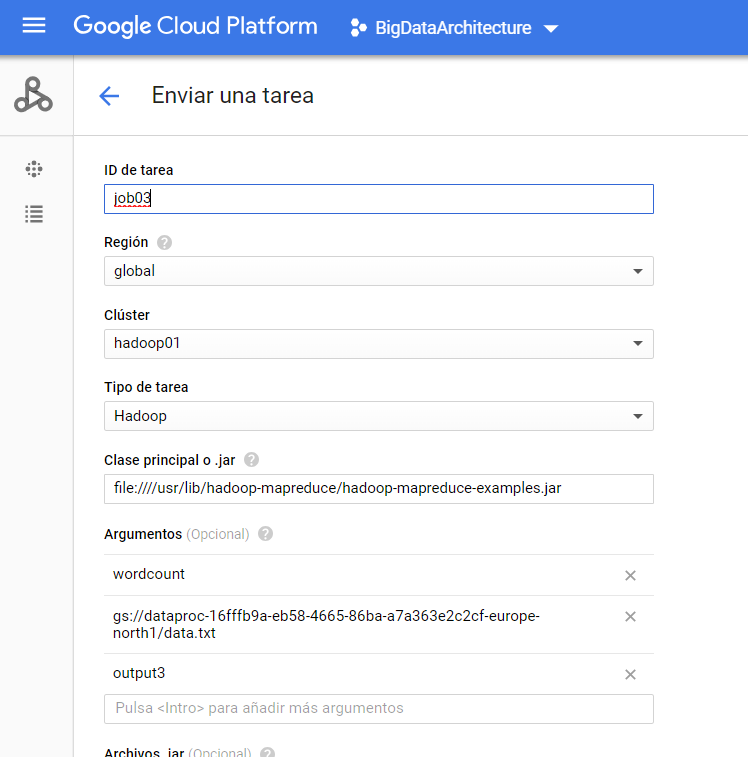 Google Cloud Platform BigDataArchitecture
Enviar una tarea
ID de tarea
job03
Región ?
global
Clúster
hadoop01
Tipo de tarea
Hadoop
Clase principal o .jar ?
file:////usr/lib/hadoop-mapreduce/hadoop-mapreduce-examples.jar
Argumentos (Opcional) ?
wordcount
gs://dataproc-16fffb9a-eb58-4665-86ba-a7a363e2c2cf-europe-
north1/data.txt
output3
Pulsa <Intro> para añadir más argumentos
Archivos .jar (Opcional) ?